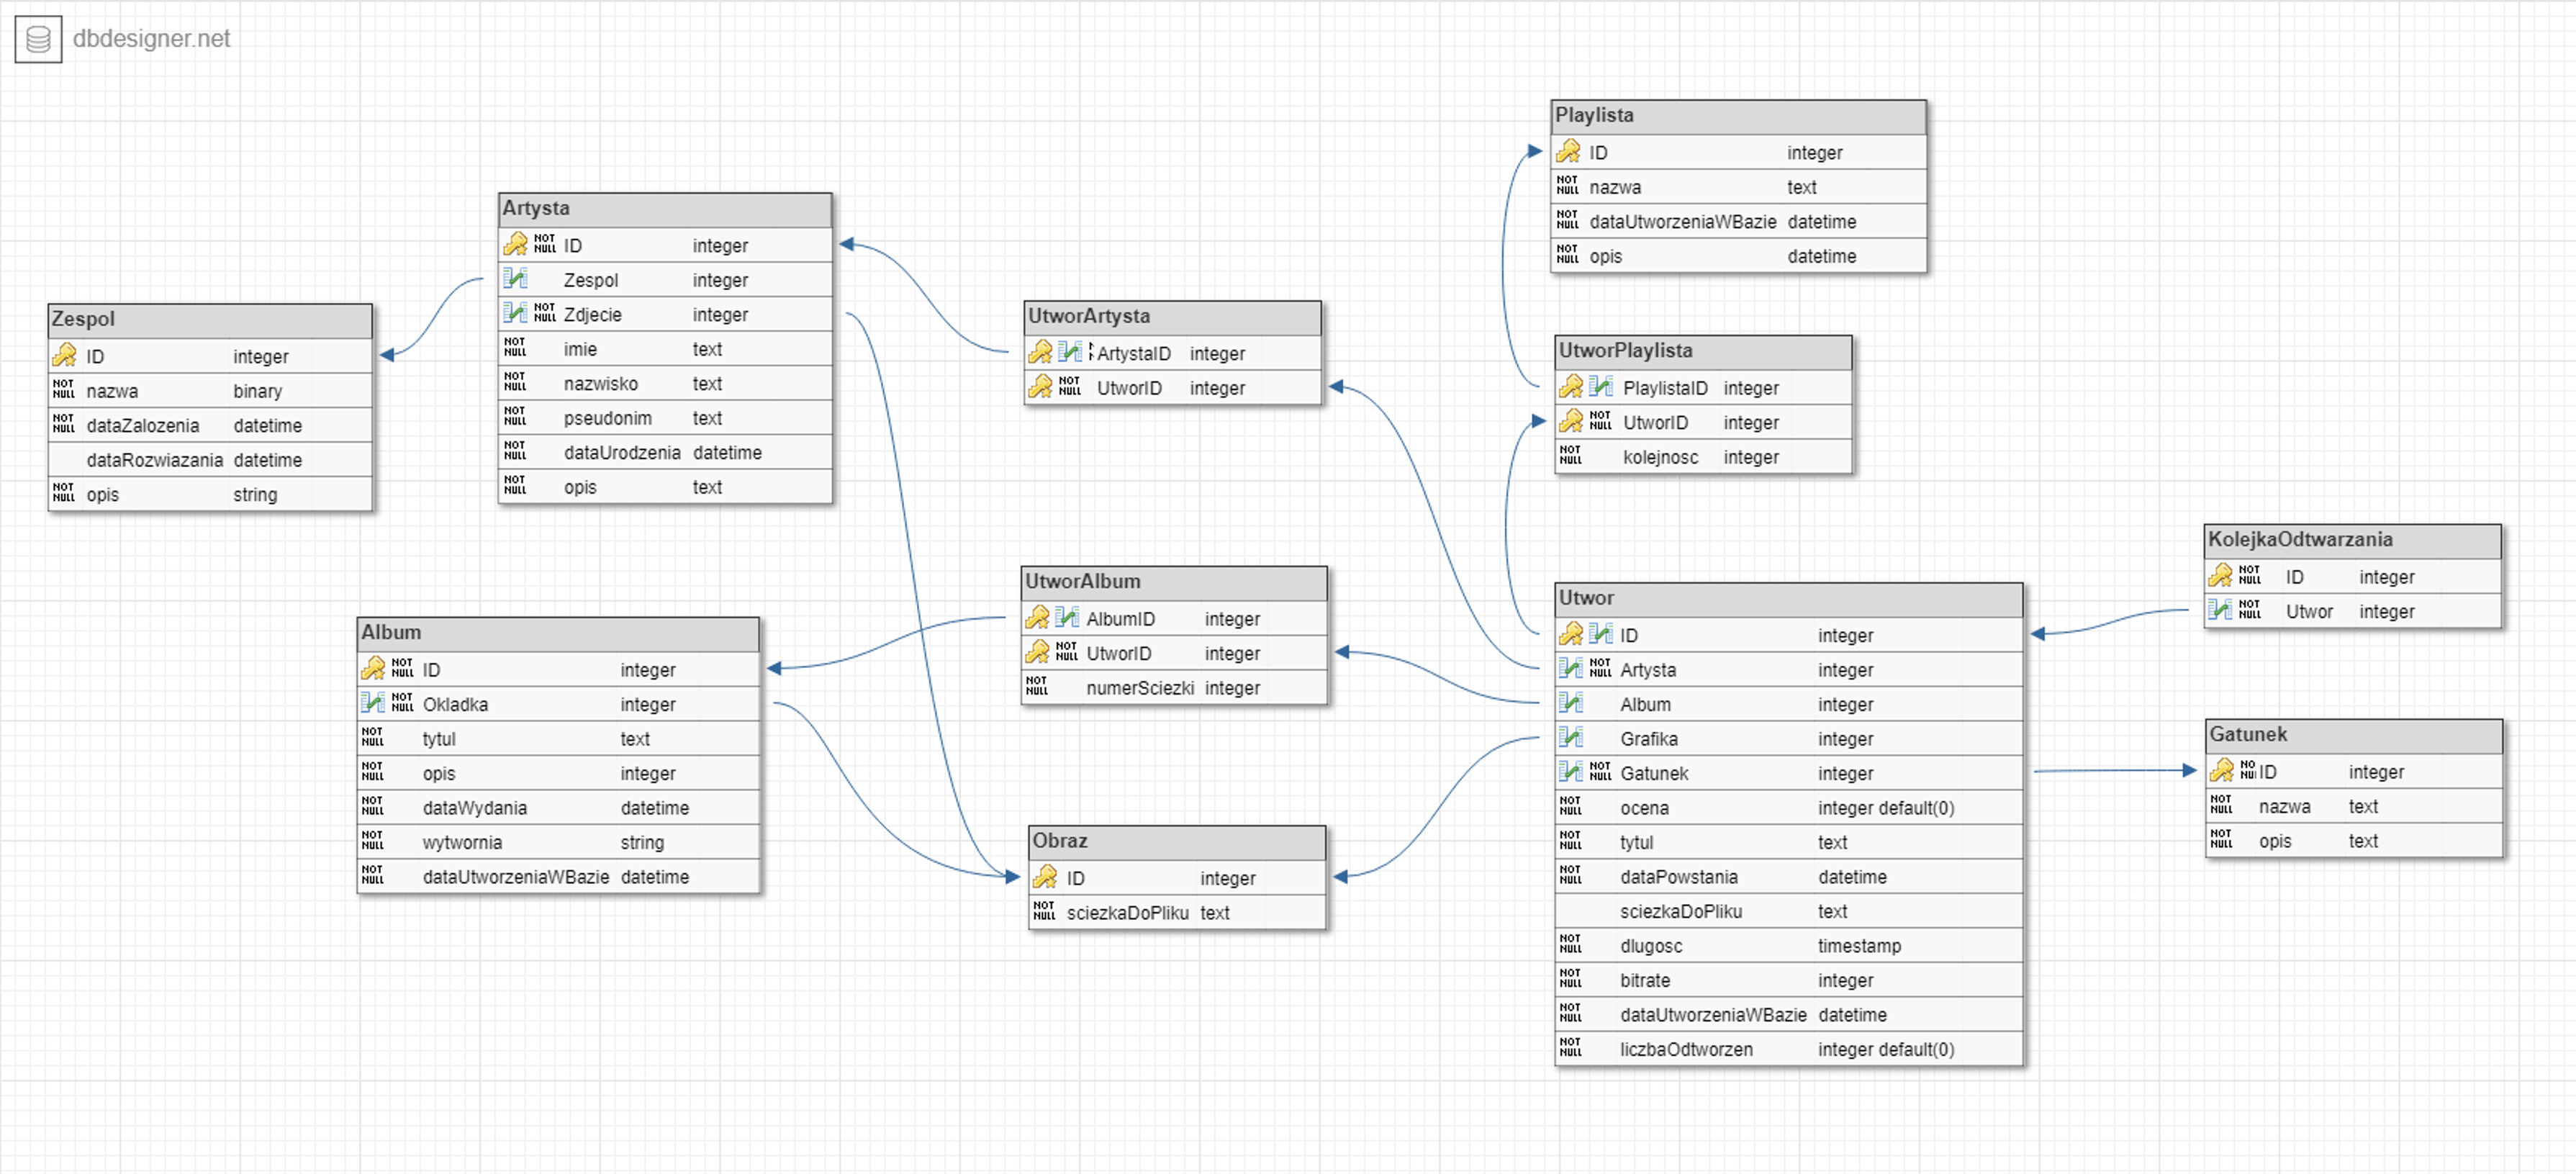 dbdesigner.net
Zespol
ID integer
NOT NULL nazwa binary
NOT NULL dataZalozenia datetime
dataRozwiazania datetime
NOT NULL opis string
Artysta
NOT NULL ID integer
Zespol integer
NOT NULL Zdjecie integer
NOT NULL imie text
NOT NULL nazwisko text
NOT NULL pseudonim text
NOT NULL dataUrodzenia datetime
NOT NULL opis text
Album
NOT NULL ID integer
NOT NULL Okladka integer
NOT NULL tytul text
NOT NULL opis integer
NOT NULL dataWydania datetime
NOT NULL wytwornia string
NOT NULL dataUtworzeniaWBazie datetime
UtworArtysta
ArtystaID integer
NOT NULL UtworID integer
UtworAlbum
AlbumID integer
NOT NULL UtworID integer
NOT NULL numerSciezki integer
Obraz
ID integer
NOT NULL sciezkaDoPliku text
Playlista
ID integer
NOT NULL nazwa text
NOT NULL dataUtworzeniaWBazie datetime
NOT NULL opis datetime
UtworPlaylista
PlaylistaID integer
NOT NULL UtworID integer
NOT NULL kolejnosc integer
Utwor
ID integer
NOT NULL Artysta integer
Album integer
Grafika integer
NOT NULL Gatunek integer
NOT NULL ocena integer default(0)
NOT NULL tytul text
NOT NULL dataPowstania datetime
sciezkaDoPliku text
NOT NULL dlugosc timestamp
NOT NULL bitrate integer
NOT NULL dataUtworzeniaWBazie datetime
NOT NULL liczbaOdtworzen integer default(0)
KolejkaOdtwarzania
NOT NULL ID integer
NOT NULL Utwor integer
Gatunek
NO NU ID integer
NOT NULL nazwa text
NOT NULL opis text